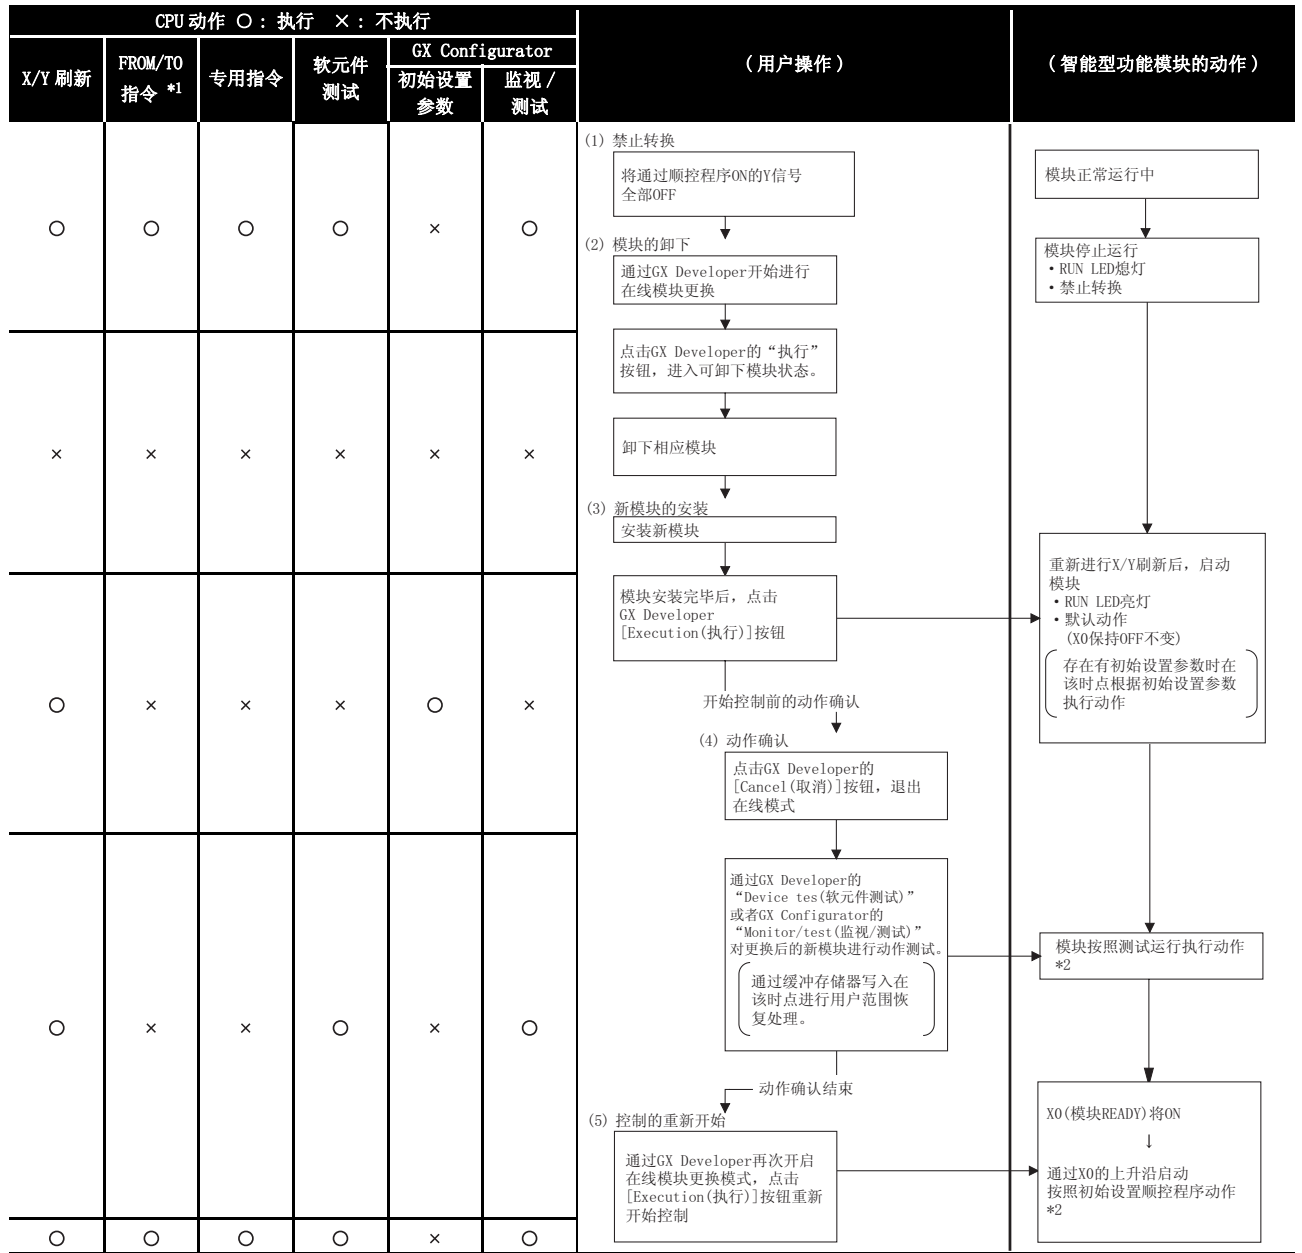 CPU 动作 ○：执行 ×：不执行
X/Y 刷新
FROM/TO
指令 *1
专用指令
软元件
测试
GX Configurator
初始设置
参数
监视 /
测试
( 用户操作 )
( 智能型功能模块的动作 )
○ ○ ○ ○ × ○
× × × × × ×
○ × × × ○ ×
○ × × ○ × ○
○ ○ ○ ○ × ○
(1) 禁止转换
将通过顺控程序ON的Y信号
全部OFF
(2) 模块的卸下
通过GX Developer开始进行
在线模块更换
点击GX Developer的“执行”
按钮，进入可卸下模块状态。
卸下相应模块
(3) 新模块的安装
安装新模块
模块安装完毕后，点击
GX Developer
[Execution(执行)]按钮
开始控制前的动作确认
(4) 动作确认
点击GX Developer的
[Cancel(取消)]按钮，退出
在线模式
通过GX Developer的
“Device tes(软元件测试)”
或者GX Configurator的
“Monitor/test(监视/测试)”
对更换后的新模块进行动作测试。
通过缓冲存储器写入在
该时点进行用户范围恢
复处理。
动作确认结束
(5) 控制的重新开始
通过GX Developer再次开启
在线模块更换模式，点击
[Execution(执行)]按钮重新
开始控制
模块正常运行中
模块停止运行
・RUN LED熄灯
・禁止转换
重新进行X/Y刷新后，启动
模块
・RUN LED亮灯
・默认动作
(X0保持OFF不变)
存在有初始设置参数时在
该时点根据初始设置参数
执行动作
模块按照测试运行执行动作
*2
X0(模块READY)将ON
↓
通过X0的上升沿启动
按照初始设置顺控程序动作
*2